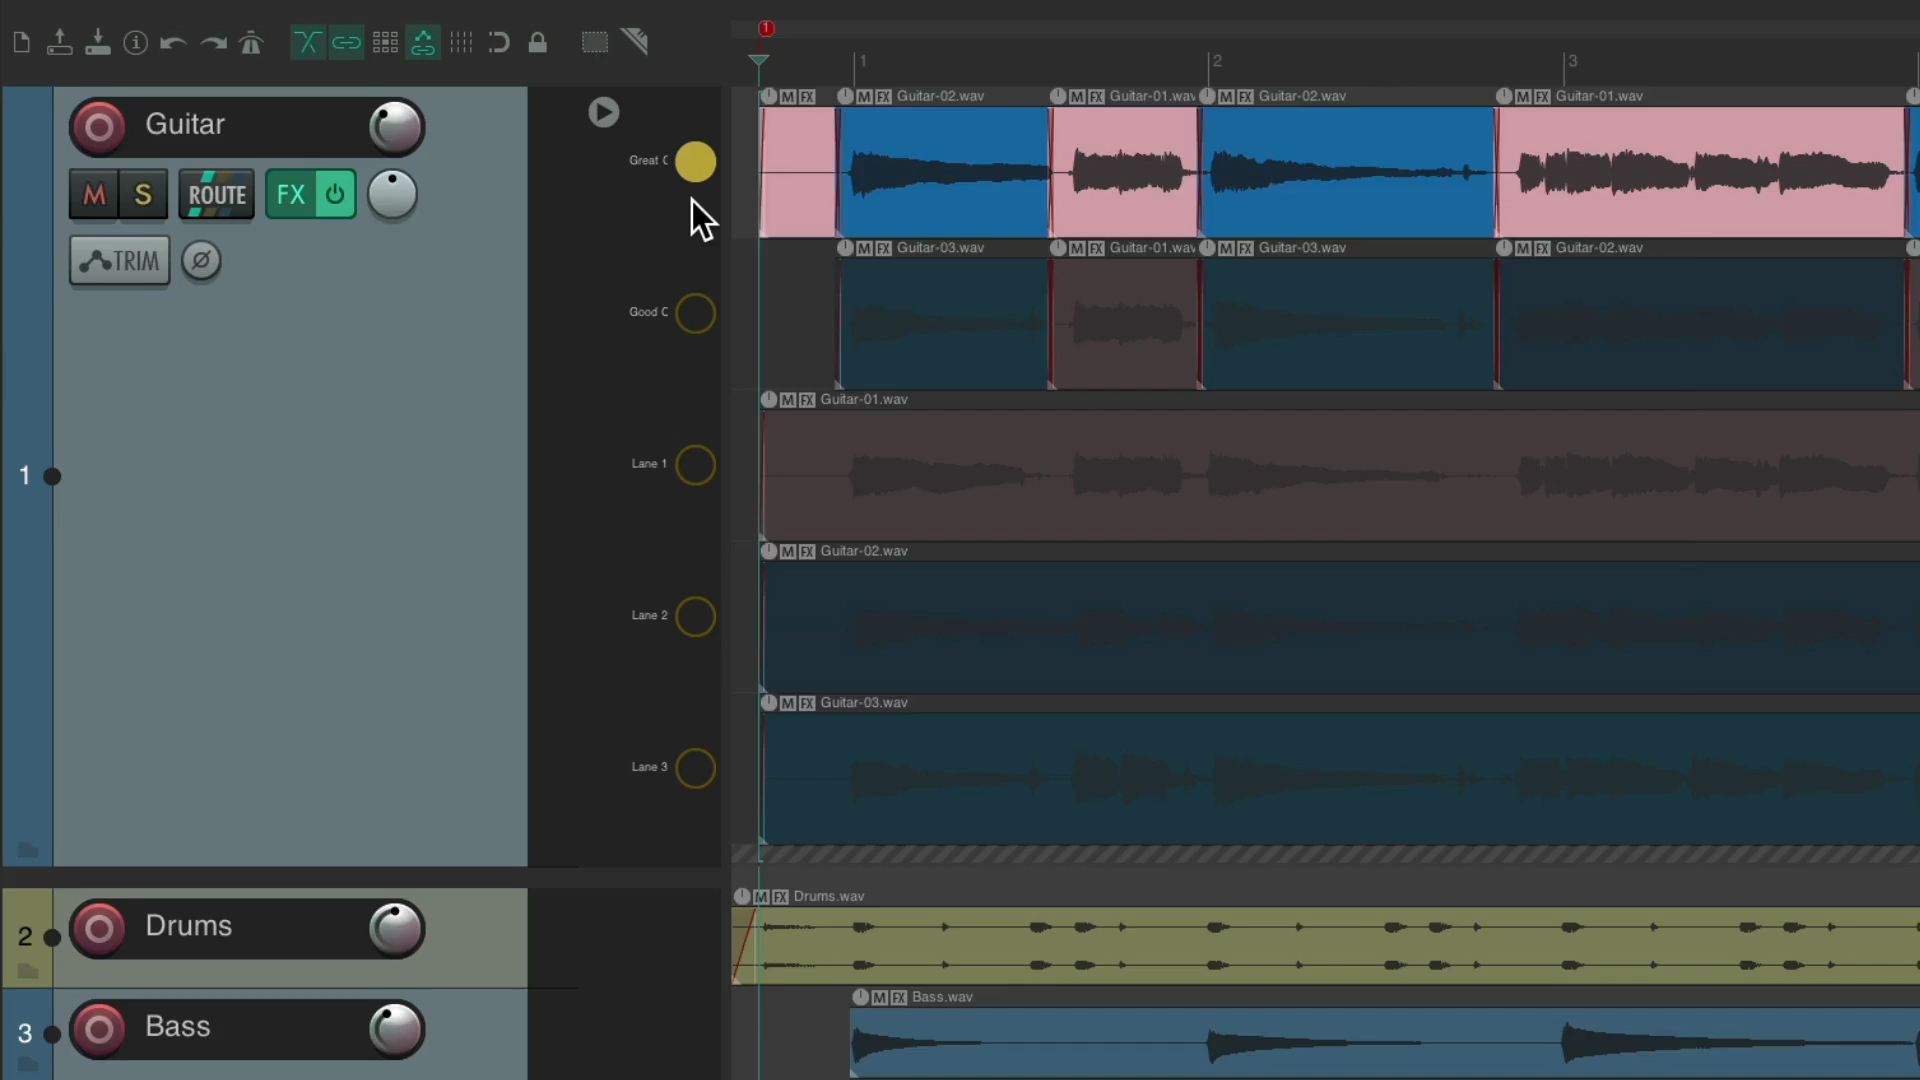 1
1 2 3
M FX M FX Guitar-02.wav M FX Guitar-01.wav M FX Guitar-02.wav M FX Guitar-01.wav
Guitar
Great C
M S ROUTE FX
M FX Guitar-03.wav M FX Guitar-01.wav M FX Guitar-03.wav M FX Guitar-02.wav
TRIM
Good C
M FX Guitar-01.wav
Lane 1
1
M FX Guitar-02.wav
Lane 2
M FX Guitar-03.wav
Lane 3
M FX Drums.wav
2 Drums
M FX Bass.wav
3 Bass